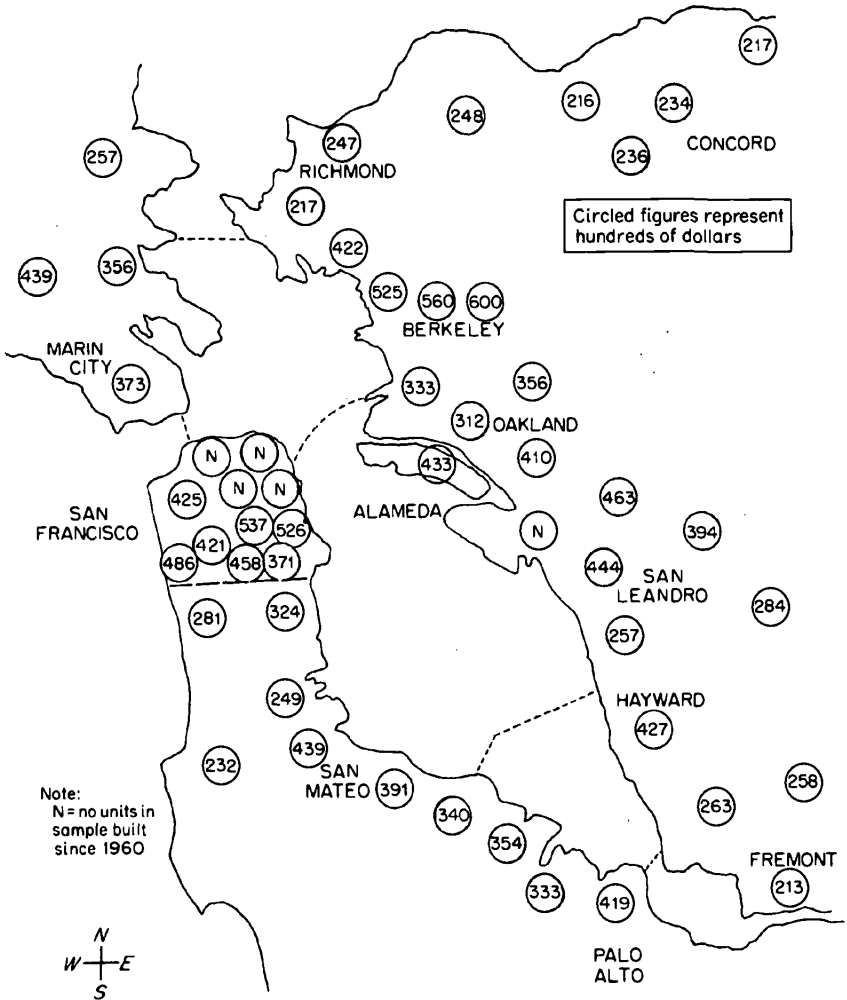 217
216
234
248
CONCORD
247
236
257
RICHMOND
217
Circled figures represent
hundreds of dollars
422
356
439
525
560
600
BERKELEY
MARIN
CITY
373
333
356
312
OAKLAND
N
N
433
410
N
N
425
463
SAN
FRANCISCO
ALAMEDA
537
526
N
394
421
486
458
371
444
SAN
LEANDRO
281
324
284
257
249
HAYWARD
427
439
232
SAN
MATEO
391
258
Note:
N = no units in
sample built
since 1960
263
340
354
FREMONT
333
419
213
N
W
E
S
PALO
ALTO